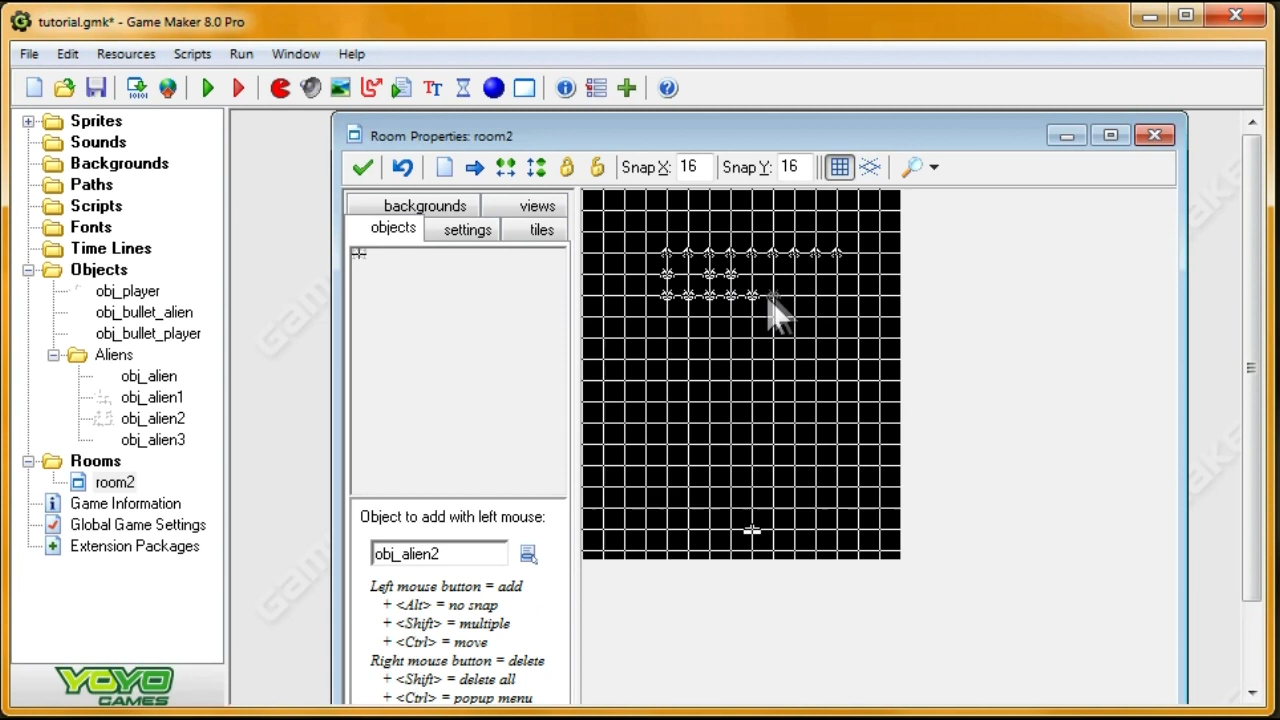 tutorial.gmk* - Game Maker 8.0 Pro
File Edit Resources Scripts Run Window Help
Sprites
Sounds
Backgrounds
Paths
Scripts
Fonts
Time Lines
Objects
obj_player
obj_bullet_alien
obj_bullet_player
Aliens
obj_alien
obj_alien1
obj_alien2
obj_alien3
Rooms
room2
Game Information
Global Game Settings
Extension Packages
YOYO
GAMES
Room Properties: room2
Snap X: 16 Snap Y: 16
backgrounds views
objects settings tiles
Object to add with left mouse:
obj_alien2
Left mouse button = add
+ <Alt> = no snap
+ <Shift> = multiple
+ <Ctrl> = move
Right mouse button = delete
+ <Shift> = delete all
+ <Ctrl> = popup menu